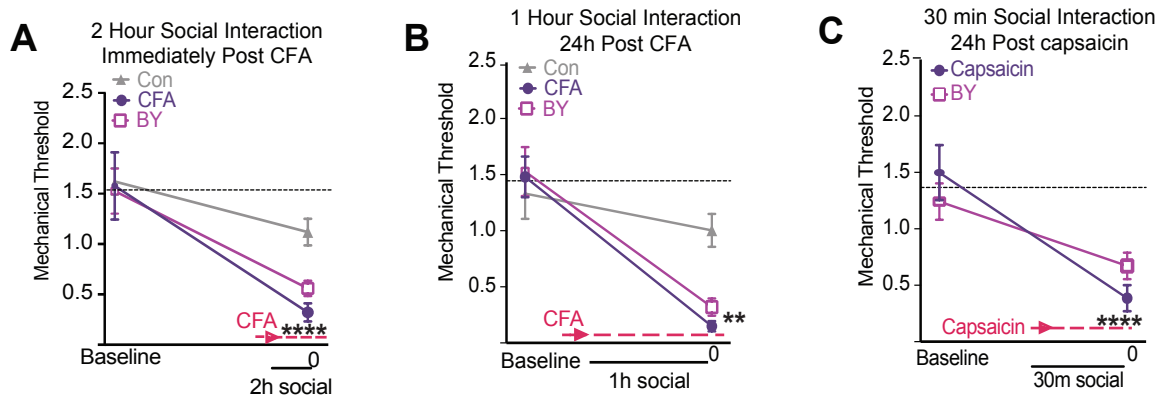 A
2 Hour Social Interaction
Immediately Post CFA
Con
CFA
BY
Mechanical Threshold
2.5
2.0
1.5
1.0
0.5
CFA
****
Baseline
0
2h social
B
1 Hour Social Interaction
24h Post CFA
Con
CFA
BY
Mechanical Threshold
2.5
2.0
1.5
1.0
0.5
CFA
**
Baseline
0
1h social
C
30 min Social Interaction
24h Post capsaicin
Capsaicin
BY
Mechanical Threshold
2.5
2.0
1.5
1.0
0.5
Capsaicin
****
Baseline
0
30m social